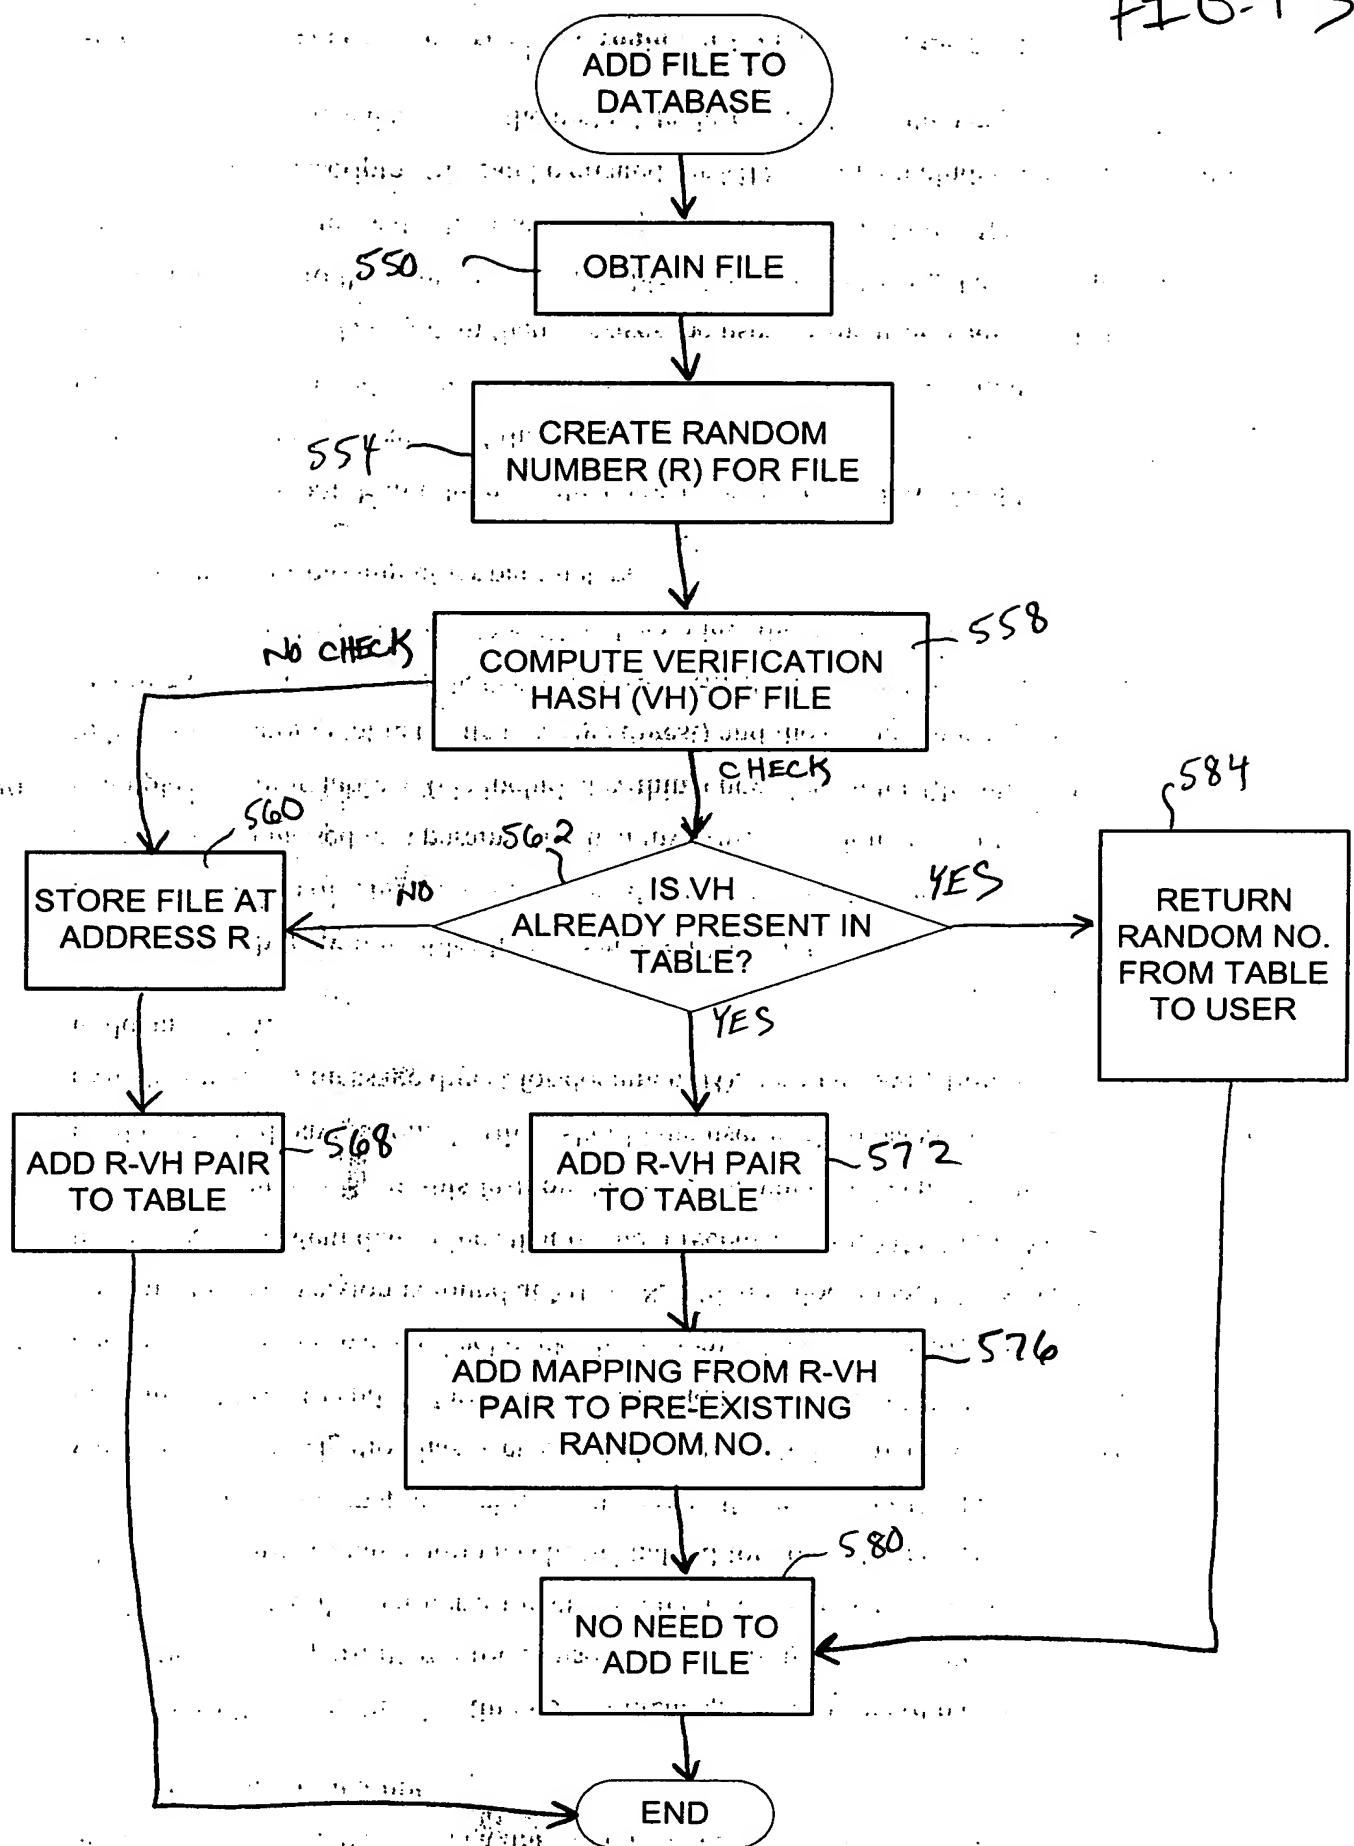 FIG. 13
ADD FILE TO
DATABASE
550
OBTAIN FILE
554
CREATE RANDOM
NUMBER (R) FOR FILE
558
NO CHECK
COMPUTE VERIFICATION
HASH (VH) OF FILE
CHECK
584
560
562
STORE FILE AT
ADDRESS R
NO
IS VH
ALREADY PRESENT IN
TABLE?
YES
RETURN
RANDOM NO.
FROM TABLE
TO USER
YES
ADD R-VH PAIR
TO TABLE
568
ADD R-VH PAIR
TO TABLE
572
ADD MAPPING FROM R-VH
PAIR TO PRE-EXISTING
RANDOM NO.
576
580
NO NEED TO
ADD FILE
END